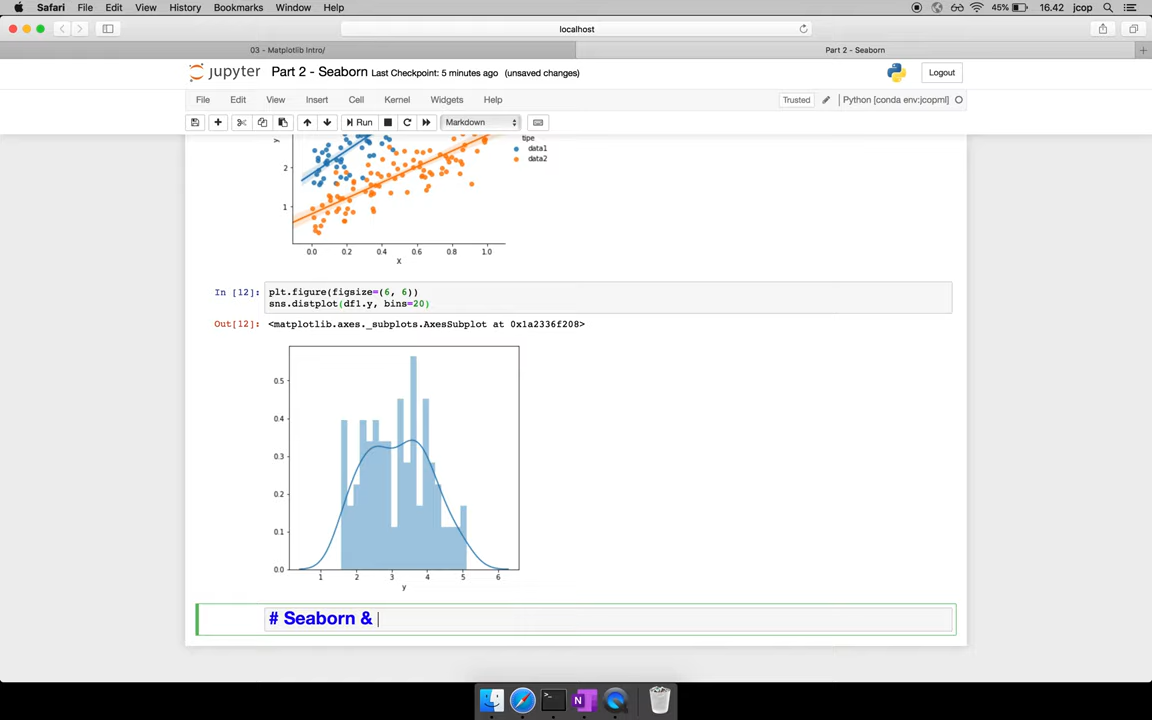 Safari File Edit View History Bookmarks Window Help 45% 16.42 jcop
localhost
03 - Matplotlib Intro/ Part 2 - Seaborn
jupyter Part 2 - Seaborn Last Checkpoint: 5 minutes ago (unsaved changes) Logout
File Edit View Insert Cell Kernel Widgets Help Trusted Python [conda env:jcopml]
Run Markdown
y
2
1
0.0 0.2 0.4 0.6 0.8 1.0
X
tipe
data1
data2
In [12]: plt.figure(figsize=(6, 6))
sns.distplot(df1.y, bins=20)
Out[12]: <matplotlib.axes._subplots.AxesSubplot at 0x1a2336f208>
0.5
0.4
0.3
0.2
0.1
0.0
1 2 3 4 5 6
y
# Seaborn &